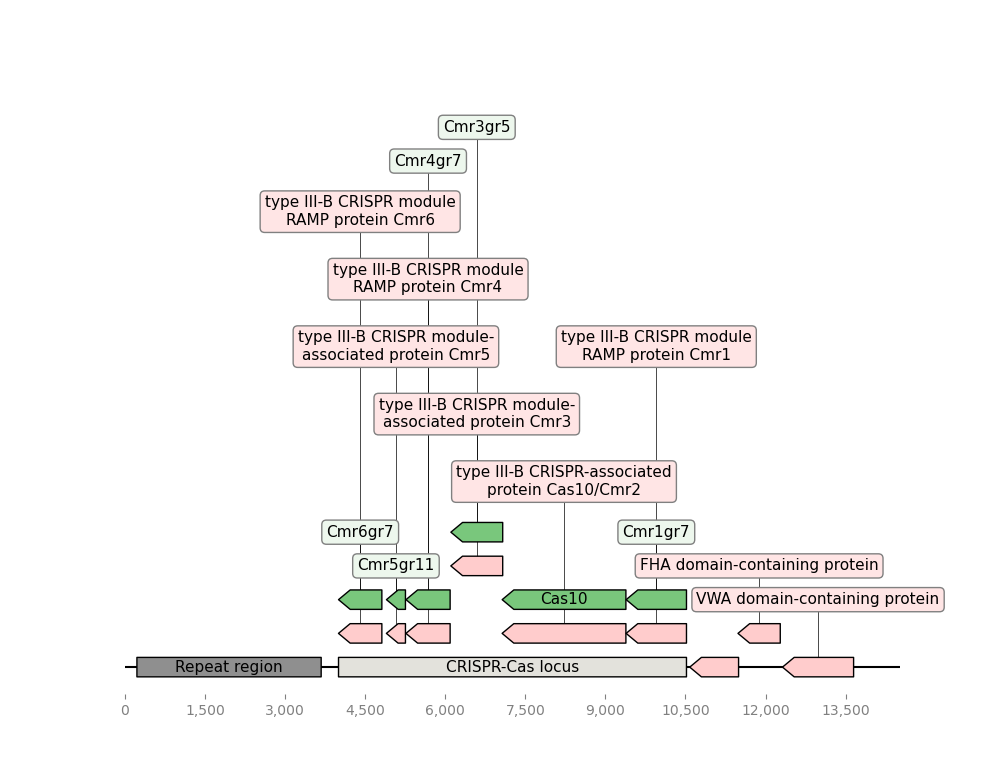 Cmr3gr5
Cmr4gr7
type III-B CRISPR module
RAMP protein Cmr6
type III-B CRISPR module
RAMP protein Cmr4
type III-B CRISPR module-
associated protein Cmr5
type III-B CRISPR module
RAMP protein Cmr1
type III-B CRISPR module-
associated protein Cmr3
type III-B CRISPR-associated
protein Cas10/Cmr2
Cmr6gr7
Cmr1gr7
Cmr5gr11
FHA domain-containing protein
Cas10
VWA domain-containing protein
Repeat region
CRISPR-Cas locus
0
1,500
3,000
4,500
6,000
7,500
9,000
10,500
12,000
13,500